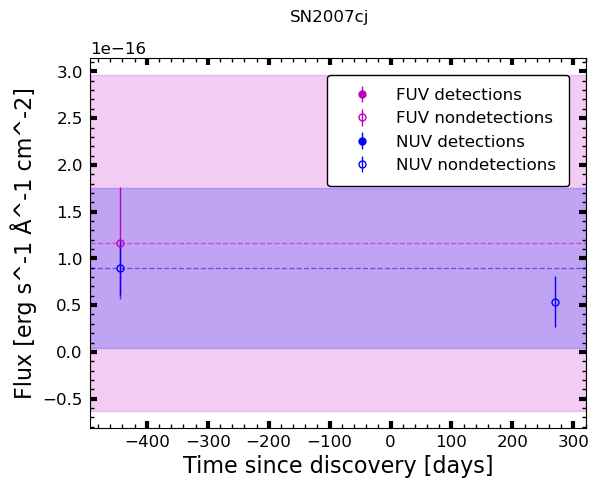 SN2007cj
1e−16
3.0
2.5
2.0
1.5
1.0
0.5
0.0
−0.5
Flux [erg s^-1 Å^-1 cm^-2]
FUV detections
FUV nondetections
NUV detections
NUV nondetections
−400 −300 −200 −100 0 100 200 300
Time since discovery [days]